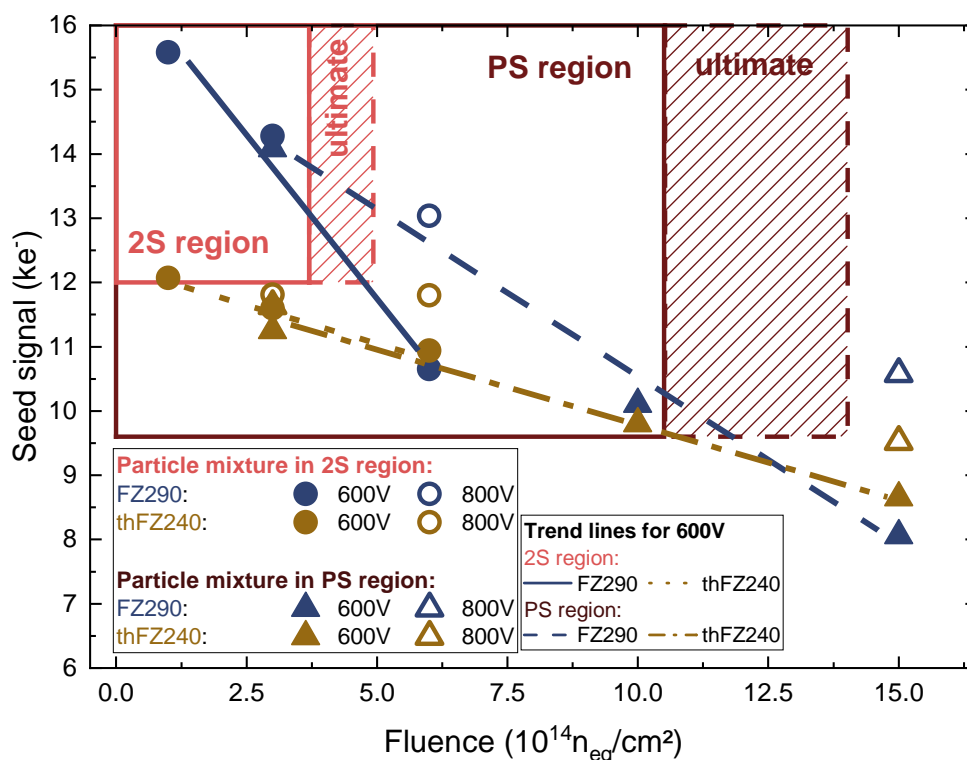 16
15
14
13
12
11
10
9
8
7
6
Seed signal (ke⁻)
2S region
ultimate
PS region
ultimate
Particle mixture in 2S region:
FZ290: 600V 800V
thFZ240: 600V 800V
Particle mixture in PS region:
FZ290: 600V 800V
thFZ240: 600V 800V
Trend lines for 600V
2S region:
FZ290 thFZ240
PS region:
FZ290 thFZ240
0.0 2.5 5.0 7.5 10.0 12.5 15.0
Fluence (10¹⁴n_eq/cm²)